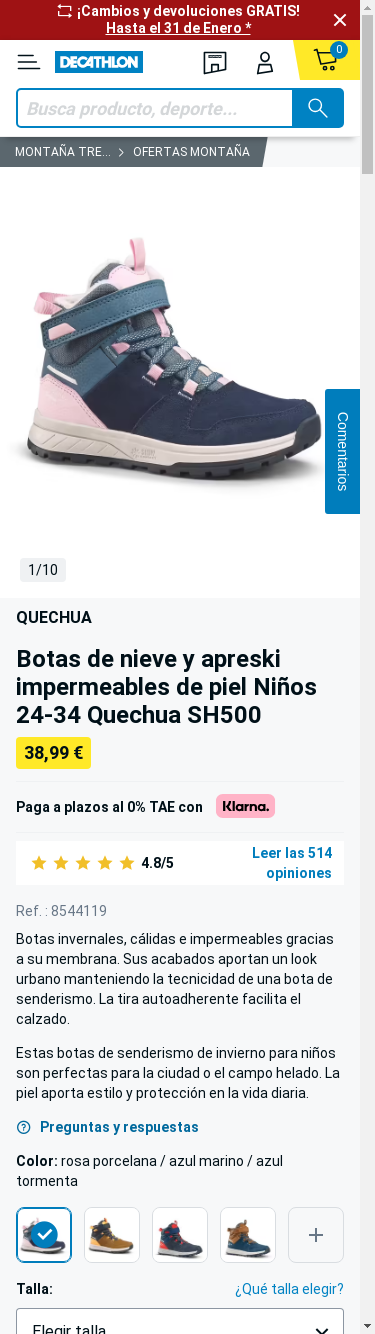 ¡Cambios y devoluciones GRATIS!
Hasta el 31 de Enero *
DECATHLON
0
Busca producto, deporte...
MONTAÑA TRE... OFERTAS MONTAÑA
Comentarios
1/10
QUECHUA
Botas de nieve y apreski
impermeables de piel Niños
24-34 Quechua SH500
38,99 €
Paga a plazos al 0% TAE con Klarna.
4.8/5
Leer las 514
opiniones
Ref. : 8544119
Botas invernales, cálidas e impermeables gracias
a su membrana. Sus acabados aportan un look
urbano manteniendo la tecnicidad de una bota de
senderismo. La tira autoadherente facilita el
calzado.
Estas botas de senderismo de invierno para niños
son perfectas para la ciudad o el campo helado. La
piel aporta estilo y protección en la vida diaria.
Preguntas y respuestas
Color: rosa porcelana / azul marino / azul
tormenta
Talla: ¿Qué talla elegir?
Elegir talla